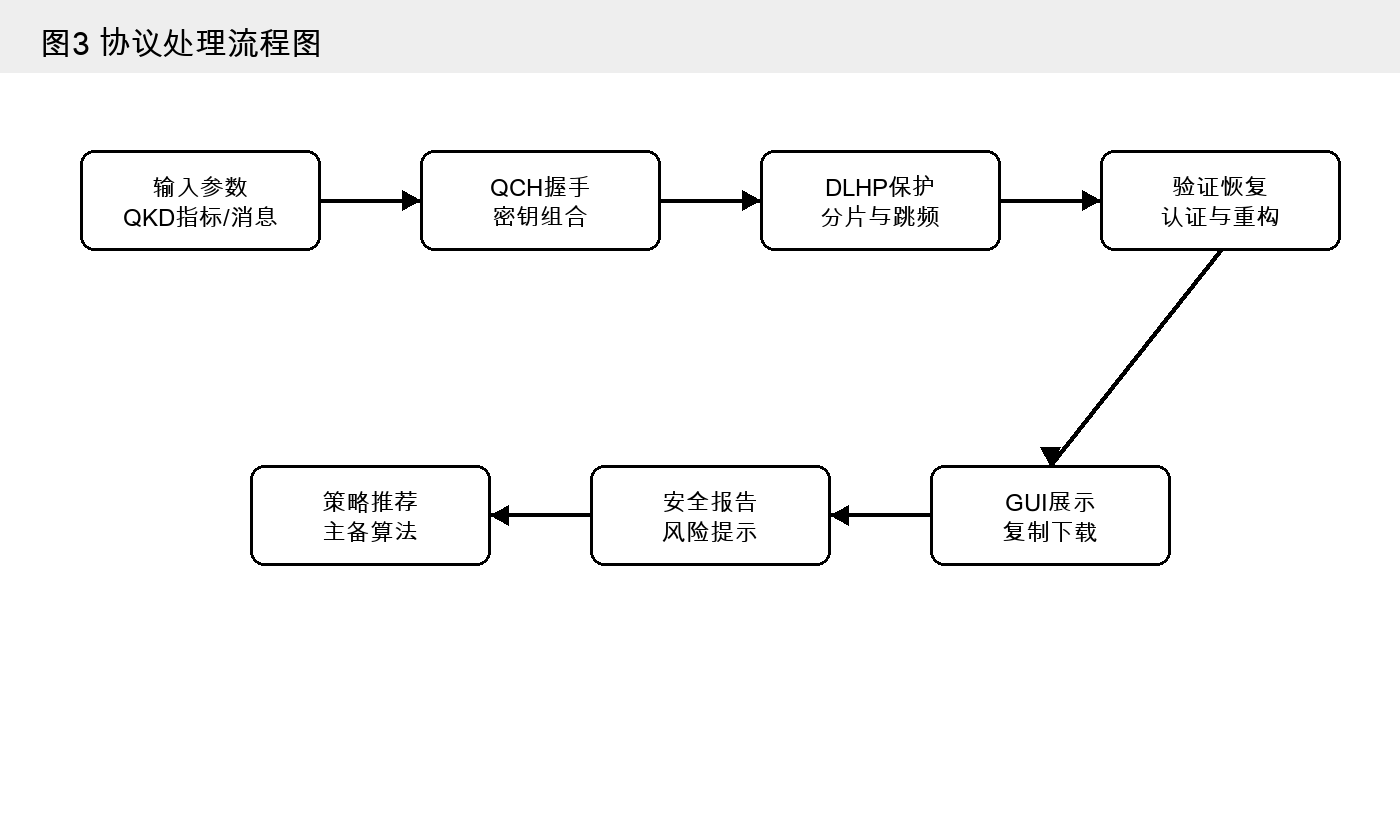 图3 协议处理流程图
输入参数
QKD指标/消息
QCH握手
密钥组合
DLHP保护
分片与跳频
验证恢复
认证与重构
策略推荐
主备算法
安全报告
风险提示
GUI展示
复制下载